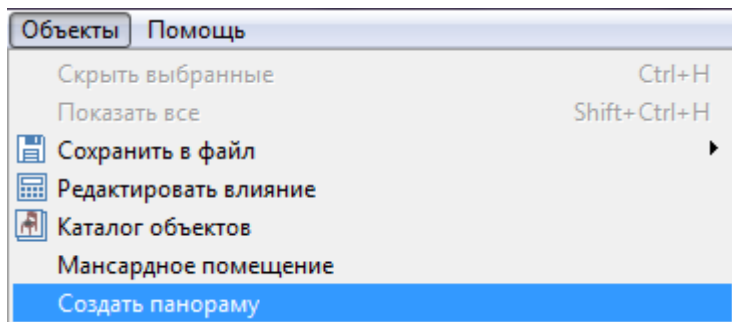 Объекты Помощь
Скрыть выбранные Ctrl+H
Показать все Shift+Ctrl+H
Сохранить в файл
Редактировать влияние
Каталог объектов
Мансардное помещение
Создать панораму